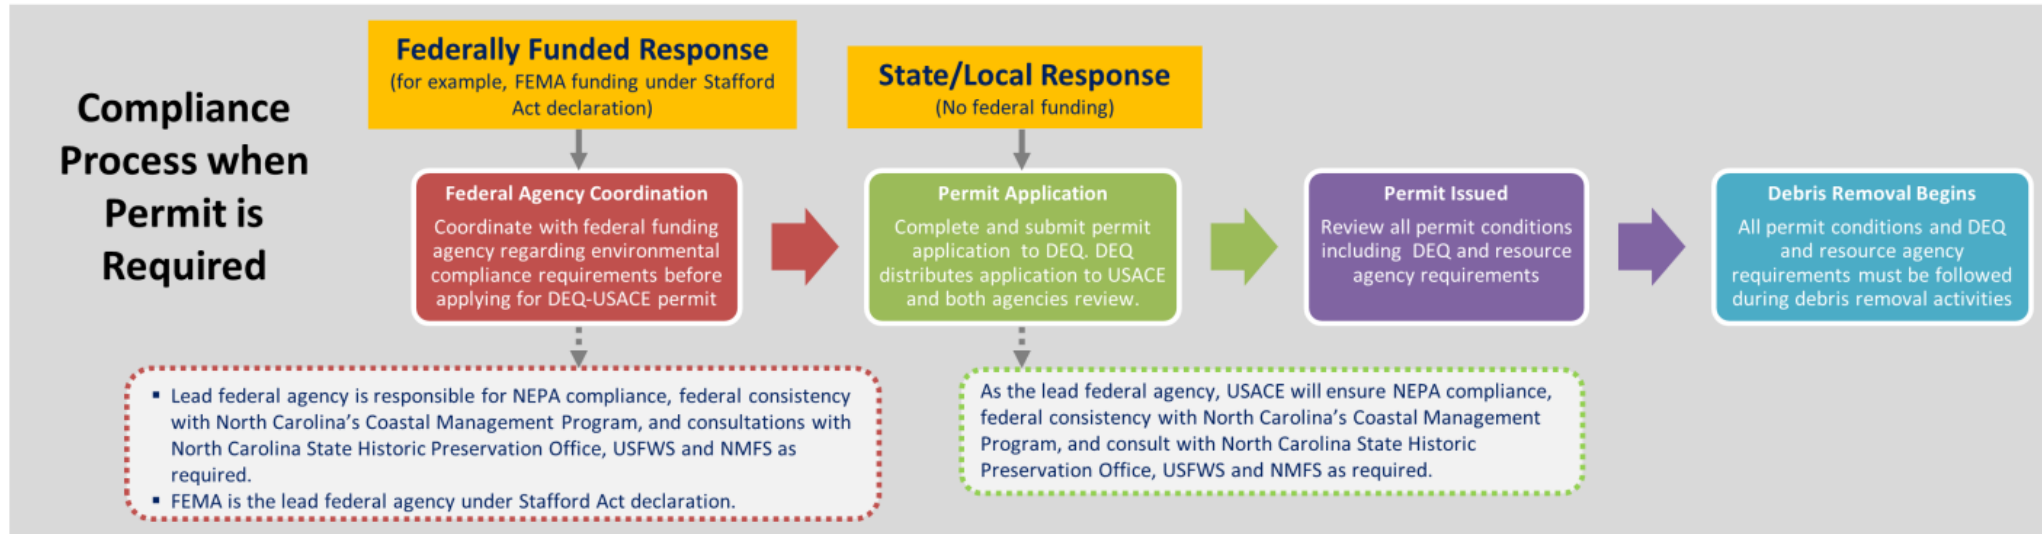 Compliance
Process when
Permit is
Required
Federally Funded Response
(for example, FEMA funding under Stafford
Act declaration)
State/Local Response
(No federal funding)
Federal Agency Coordination
Coordinate with federal funding
agency regarding environmental
compliance requirements before
applying for DEQ-USACE permit
Permit Application
Complete and submit permit
application to DEQ. DEQ
distributes application to USACE
and both agencies review.
Permit Issued
Review all permit conditions
including DEQ and resource
agency requirements
Debris Removal Begins
All permit conditions and DEQ
and resource agency
requirements must be followed
during debris removal activities
▪ Lead federal agency is responsible for NEPA compliance, federal consistency
with North Carolina’s Coastal Management Program, and consultations with
North Carolina State Historic Preservation Office, USFWS and NMFS as
required.
▪ FEMA is the lead federal agency under Stafford Act declaration.
As the lead federal agency, USACE will ensure NEPA compliance,
federal consistency with North Carolina’s Coastal Management
Program, and consult with North Carolina State Historic
Preservation Office, USFWS and NMFS as required.